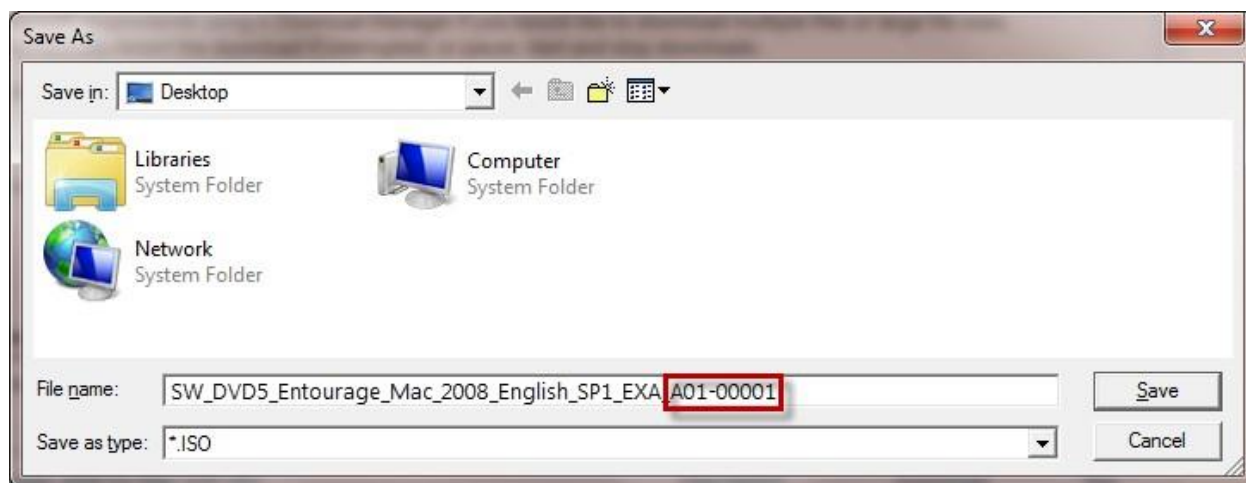 Save As
Save in: Desktop
Libraries
System Folder
Computer
System Folder
Network
System Folder
File name: SW_DVD5_Entourage_Mac_2008_English_SP1_EXA_A01-00001 Save
Save as type: *.ISO Cancel